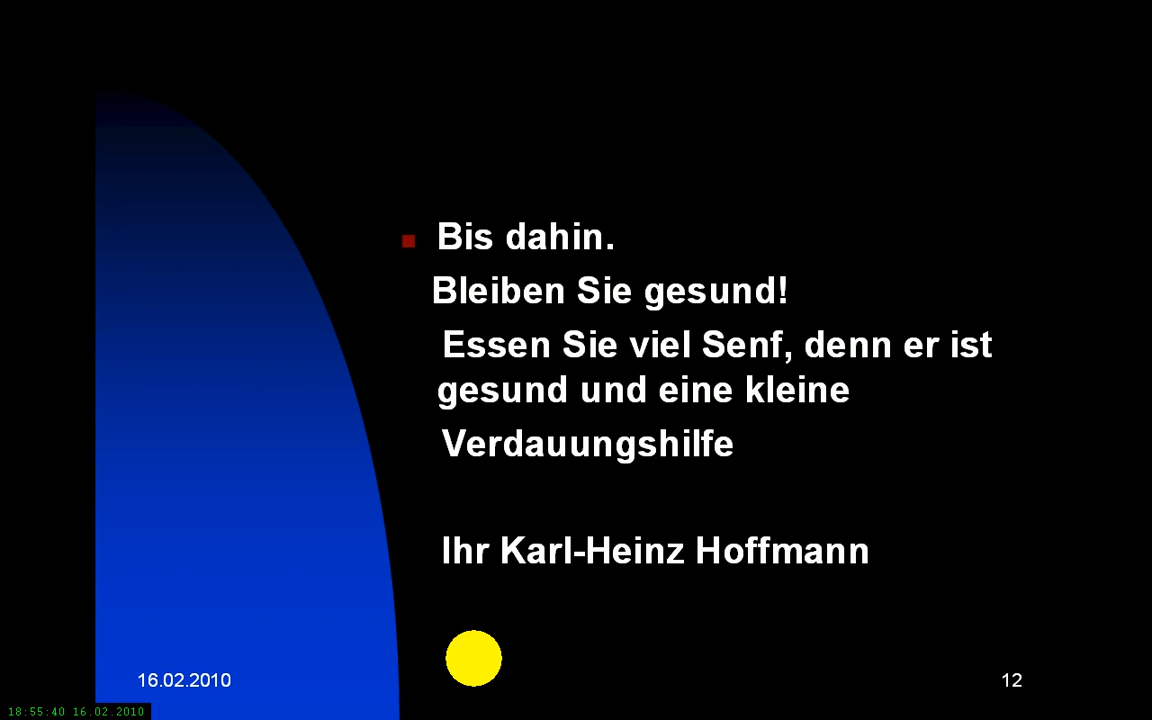 Bis dahin.
Bleiben Sie gesund!
Essen Sie viel Senf, denn er ist
gesund und eine kleine
Verdauungshilfe
Ihr Karl-Heinz Hoffmann
16.02.2010
12
18:55:40 16.02.2010